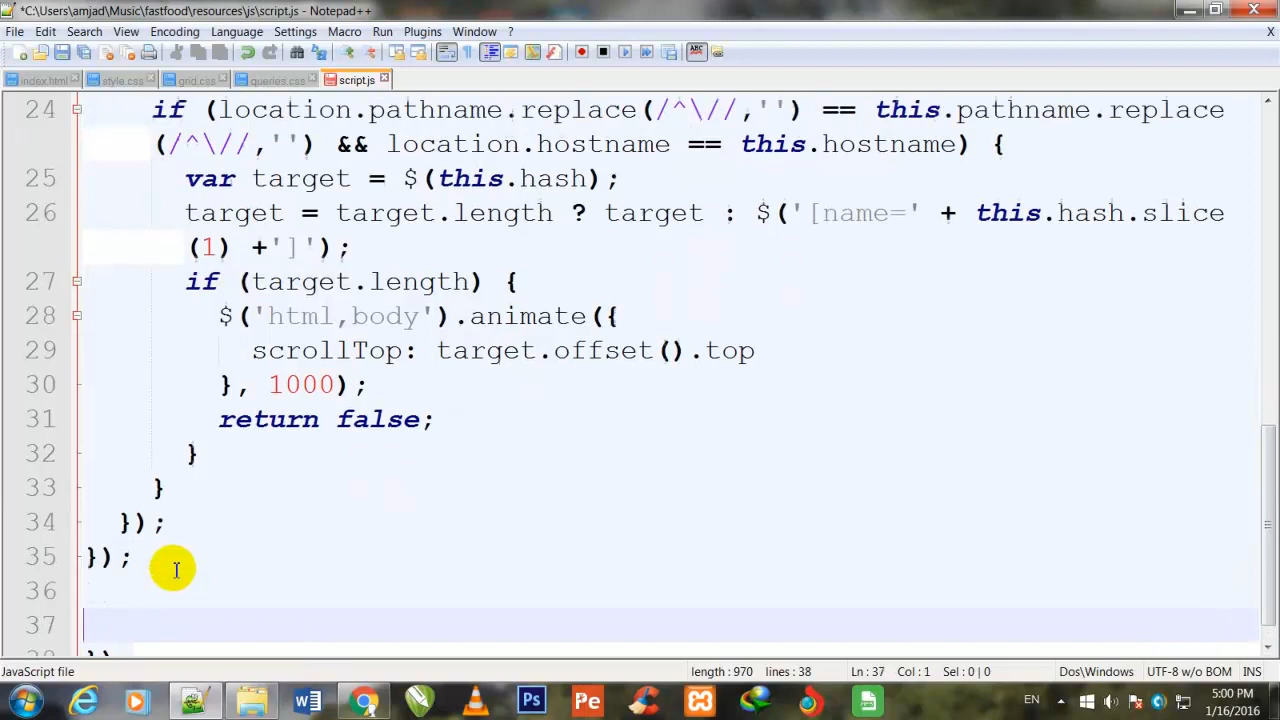 *C:\Users\amjad\Music\fastfood\resources\js\script.js - Notepad++
File Edit Search View Encoding Language Settings Macro Run Plugins Window ? X
index.html style.css grid.css queries.css script.js
24 if (location.pathname.replace(/^\//,'') == this.pathname.replace
(/^\//,'') && location.hostname == this.hostname) {
25 var target = $(this.hash);
26 target = target.length ? target : $('[name=' + this.hash.slice
(1) +']');
27 if (target.length) {
28 $('html,body').animate({
29 scrollTop: target.offset().top
30 }, 1000);
31 return false;
32 }
33 }
34 });
35 });
36
37
38 })
JavaScript file length : 970 lines : 38 Ln : 37 Col : 1 Sel : 0 | 0 Dos\Windows UTF-8 w/o BOM INS
W Ps Pe EN 5:00 PM
1/16/2016